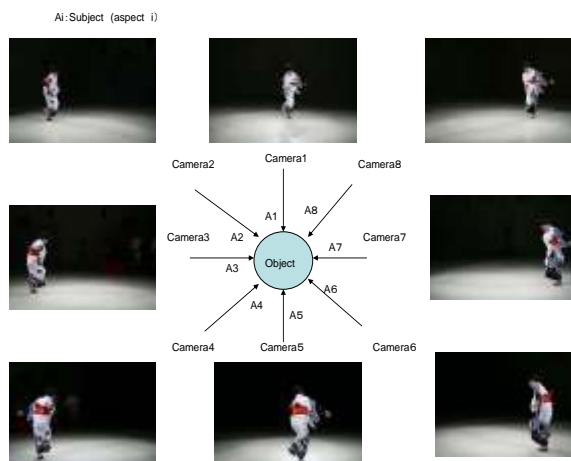 Ai:Subject (aspect i)
Camera2
Camera1
Camera8
A1
A8
A2
Camera3
A7
Camera7
Object
A3
A6
A4
A5
Camera4
Camera5
Camera6